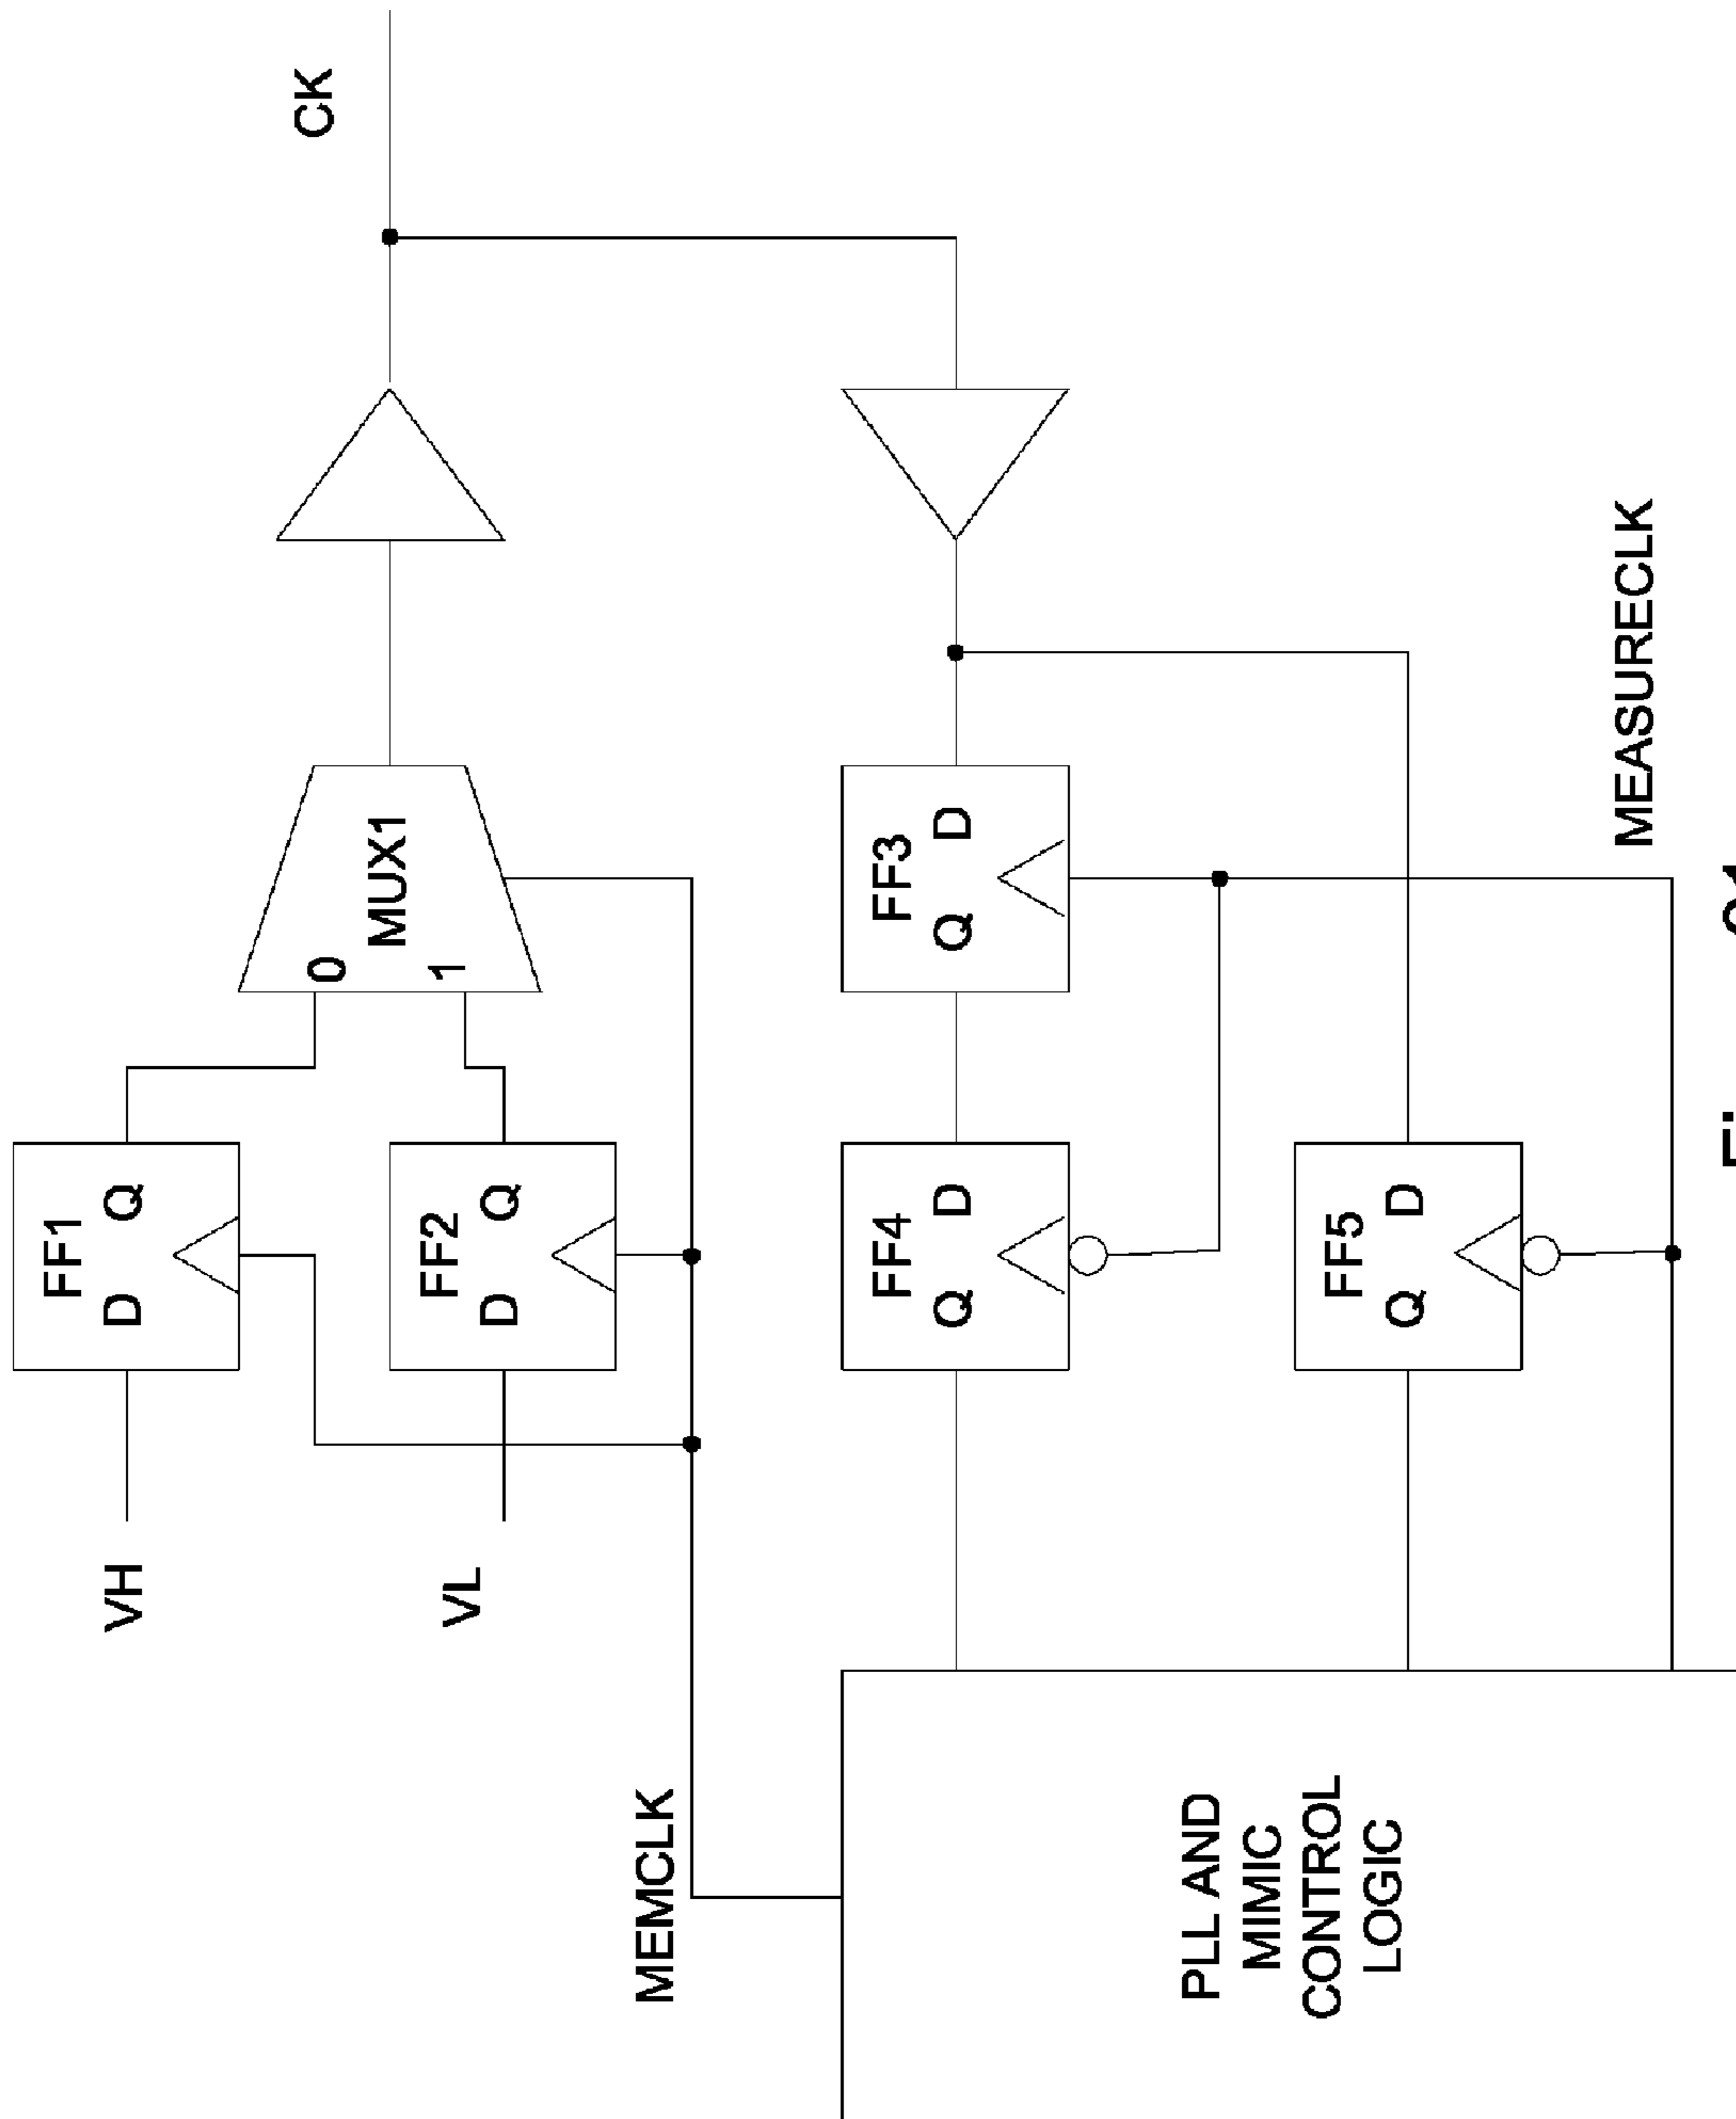 VH
FF1
D
Q
VL
FF2
D
Q
0
1
MUX1
CK
MEMCLK
FF4
Q
D
FF3
Q
D
PLL AND
MIMIC
CONTROL
LOGIC
FF5
Q
D
MEASURECLK